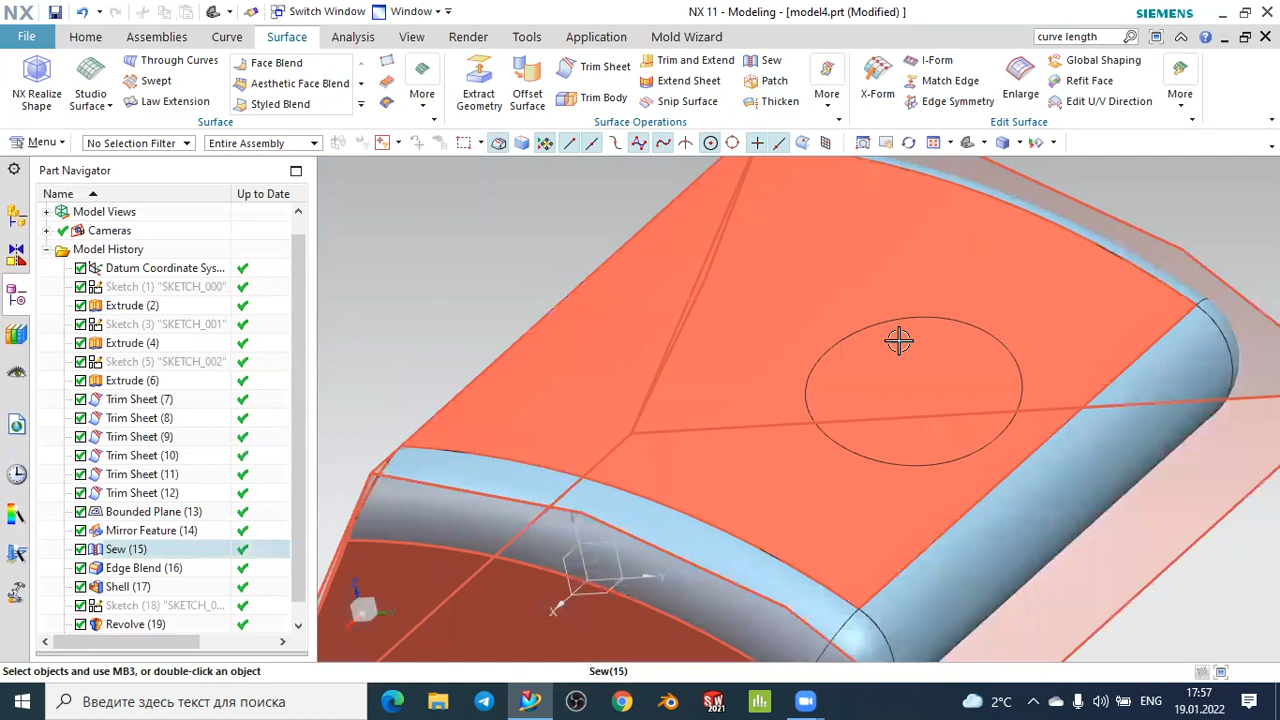 NX
Switch Window
Window
NX 11 - Modeling - [model4.prt (Modified) ]
SIEMENS
File
Home
Assemblies
Curve
Surface
Analysis
View
Render
Tools
Application
Mold Wizard
curve length
NX Realize Shape
Studio Surface
Through Curves
Swept
Law Extension
Face Blend
Aesthetic Face Blend
Styled Blend
More
Surface
Extract Geometry
Offset Surface
Trim Sheet
Trim Body
Trim and Extend
Extend Sheet
Snip Surface
Sew
Patch
Thicken
More
Surface Operations
X-Form
I-Form
Match Edge
Edge Symmetry
Enlarge
Global Shaping
Refit Face
Edit U/V Direction
More
Edit Surface
Menu
No Selection Filter
Entire Assembly
Part Navigator
Name
Up to Date
Model Views
Cameras
Model History
Datum Coordinate Sys...
Sketch (1) "SKETCH_000"
Extrude (2)
Sketch (3) "SKETCH_001"
Extrude (4)
Sketch (5) "SKETCH_002"
Extrude (6)
Trim Sheet (7)
Trim Sheet (8)
Trim Sheet (9)
Trim Sheet (10)
Trim Sheet (11)
Trim Sheet (12)
Bounded Plane (13)
Mirror Feature (14)
Sew (15)
Edge Blend (16)
Shell (17)
Sketch (18) "SKETCH_0...
Revolve (19)
X
Select objects and use MB3, or double-click an object
Sew(15)
Введите здесь текст для поиска
SW
2021
2°C
ENG
17:57
19.01.2022